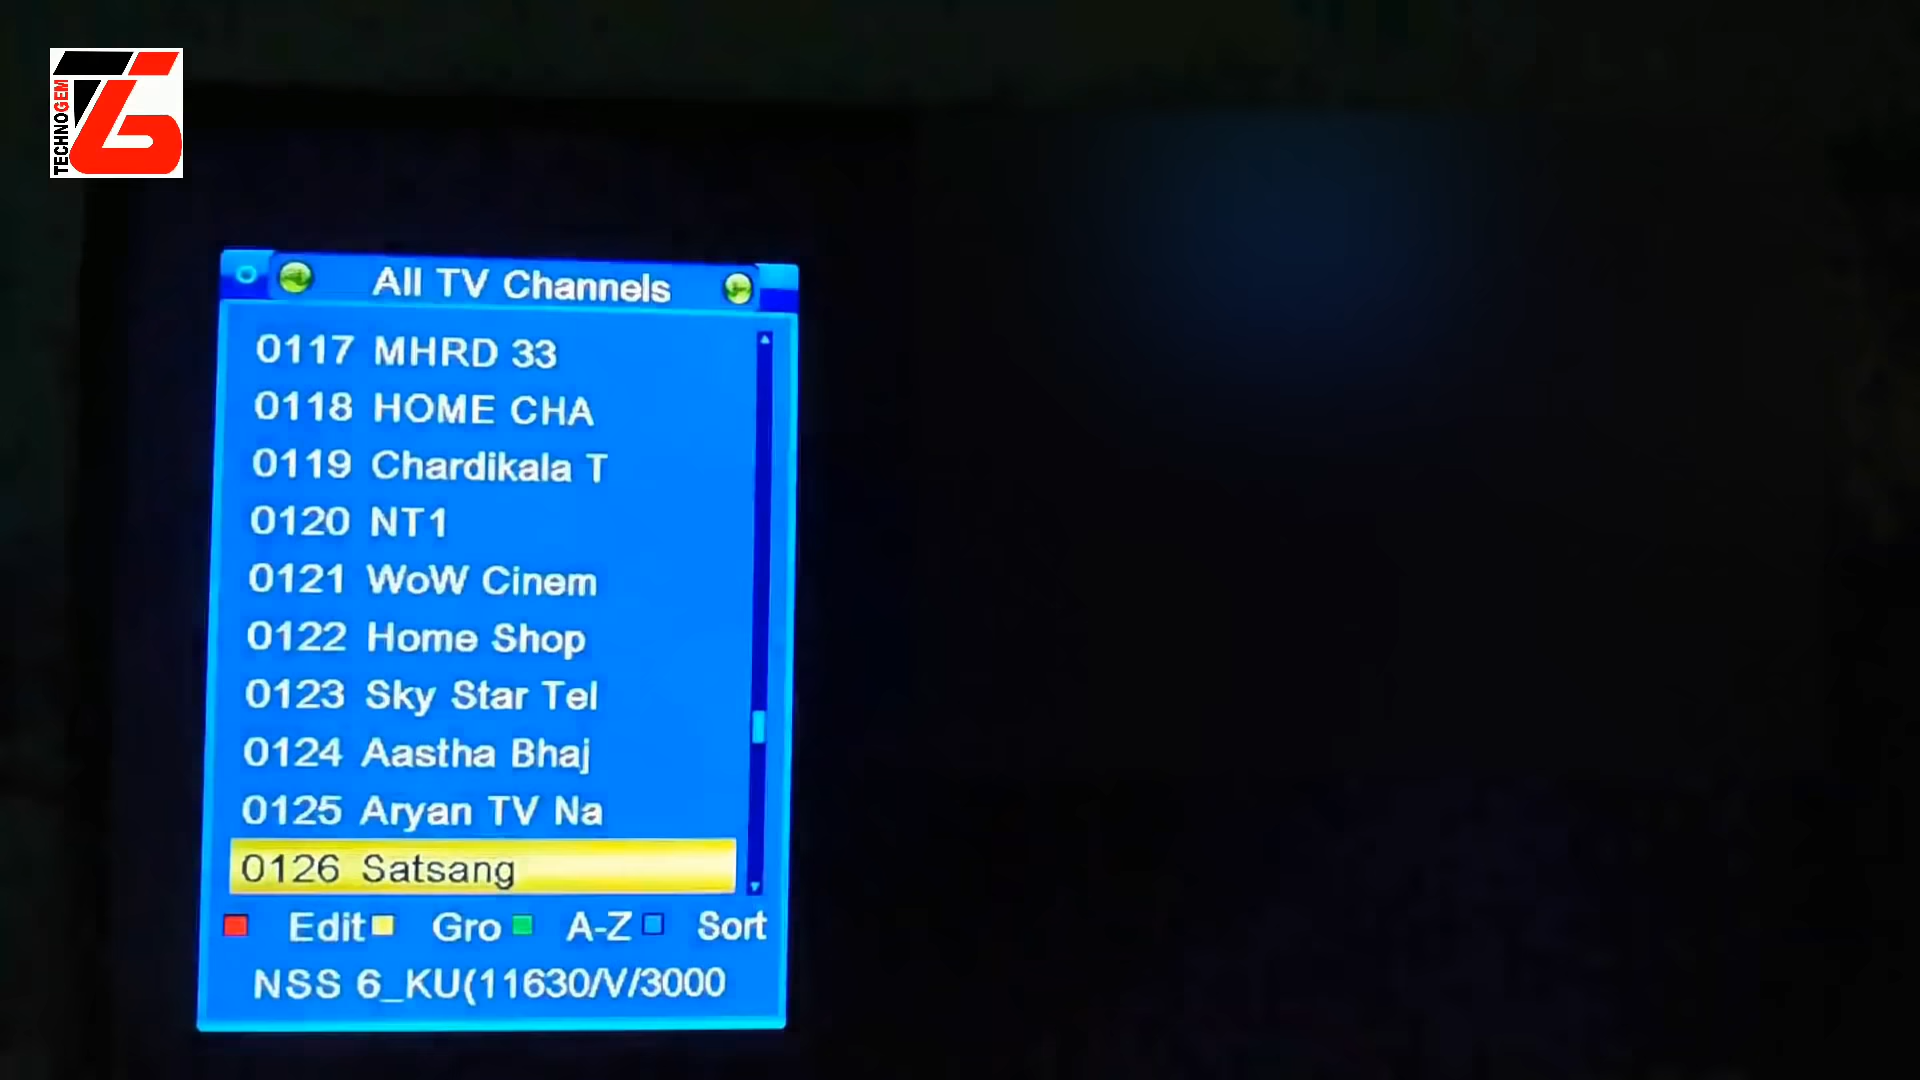 TECHNOGEM
All TV Channels
0117 MHRD 33
0118 HOME CHA
0119 Chardikala T
0120 NT1
0121 WoW Cinem
0122 Home Shop
0123 Sky Star Tel
0124 Aastha Bhaj
0125 Aryan TV Na
0126 Satsang
Edit Gro A-Z Sort
NSS 6_KU(11630/V/3000